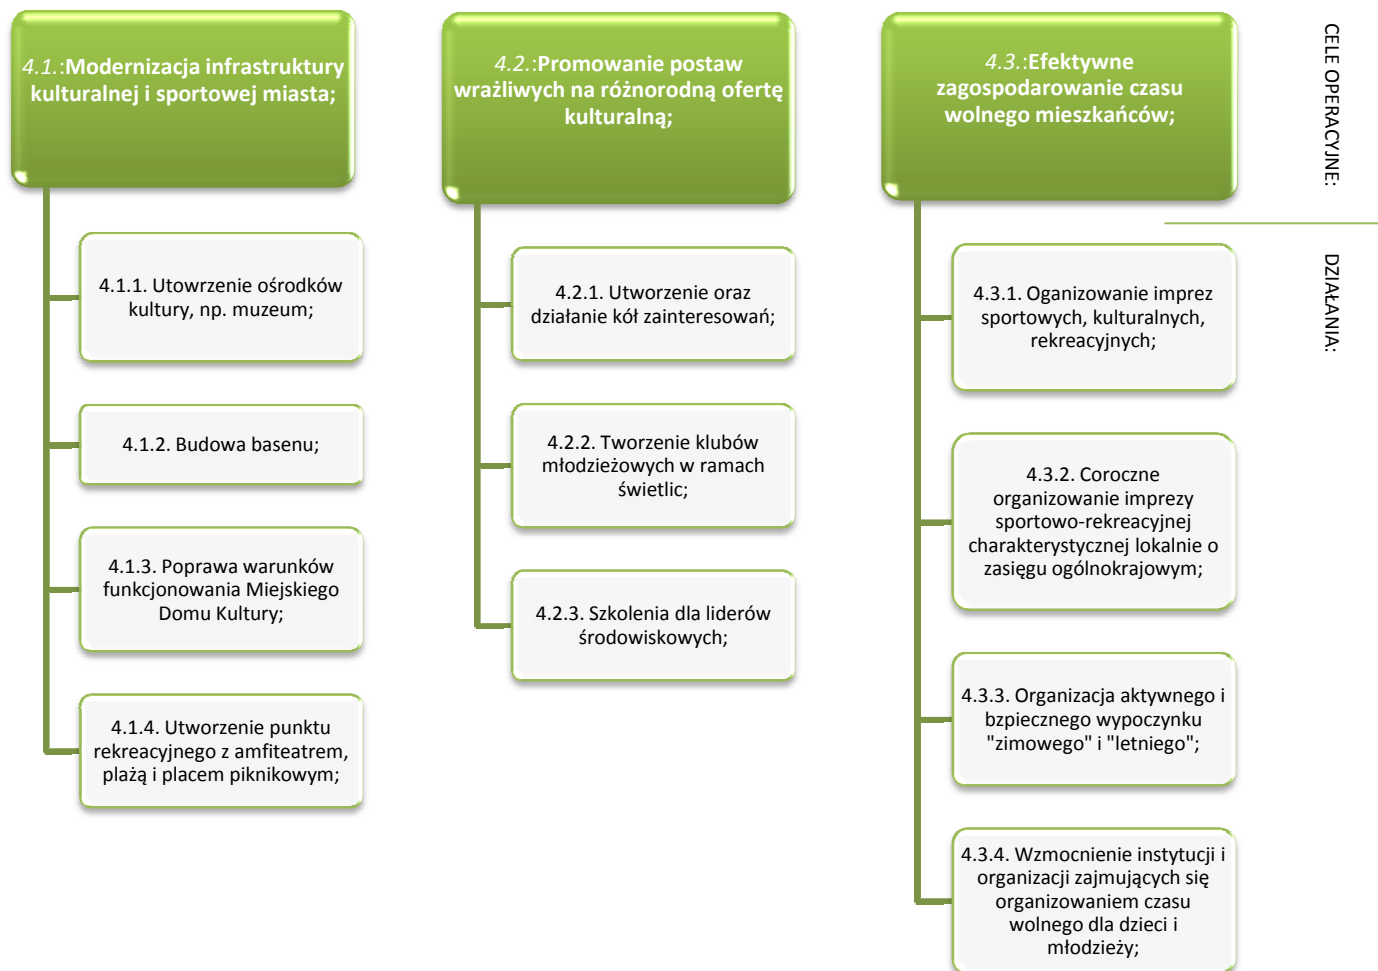 4.1.:Modernizacja infrastruktury
kulturalnej i sportowej miasta;
4.1.1. Utowrzenie ośrodków
kultury, np. muzeum;
4.1.2. Budowa basenu;
4.1.3. Poprawa warunków
funkcjonowania Miejskiego
Domu Kultury;
4.1.4. Utworzenie punktu
rekreacyjnego z amfiteatrem,
plażą i placem piknikowym;
4.2.:Promowanie postaw
wrażliwych na różnorodną ofertę
kulturalną;
4.2.1. Utworzenie oraz
działanie kół zainteresowań;
4.2.2. Tworzenie klubów
młodzieżowych w ramach
świetlic;
4.2.3. Szkolenia dla liderów
środowiskowych;
4.3.:Efektywne
zagospodarowanie czasu
wolnego mieszkańców;
4.3.1. Oganizowanie imprez
sportowych, kulturalnych,
rekreacyjnych;
4.3.2. Coroczne
organizowanie imprezy
sportowo-rekreacyjnej
charakterystycznej lokalnie o
zasięgu ogólnokrajowym;
4.3.3. Organizacja aktywnego i
bzpiecznego wypoczynku
"zimowego" i "letniego";
4.3.4. Wzmocnienie instytucji i
organizacji zajmujących się
organizowaniem czasu
wolnego dla dzieci i
młodzieży;
CELE OPERACYJNE:
DZIAŁANIA: